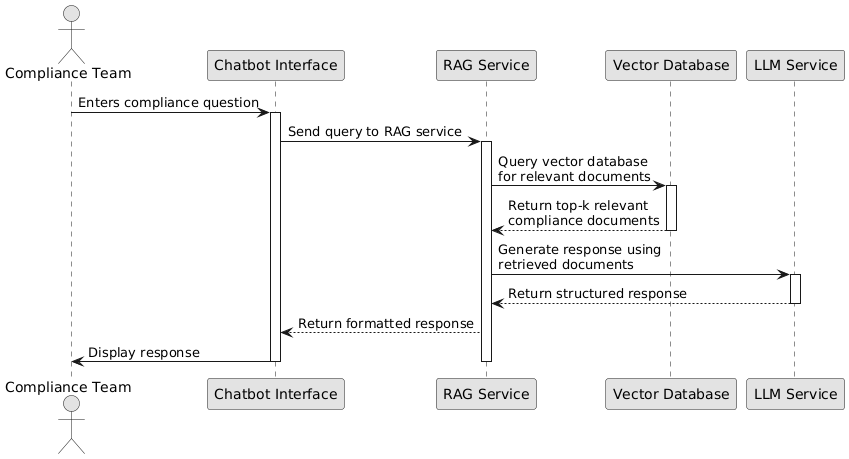 Compliance Team
Chatbot Interface
RAG Service
Vector Database
LLM Service
Enters compliance question
Send query to RAG service
Query vector database
for relevant documents
Return top-k relevant
compliance documents
Generate response using
retrieved documents
Return structured response
Return formatted response
Display response
Compliance Team
Chatbot Interface
RAG Service
Vector Database
LLM Service